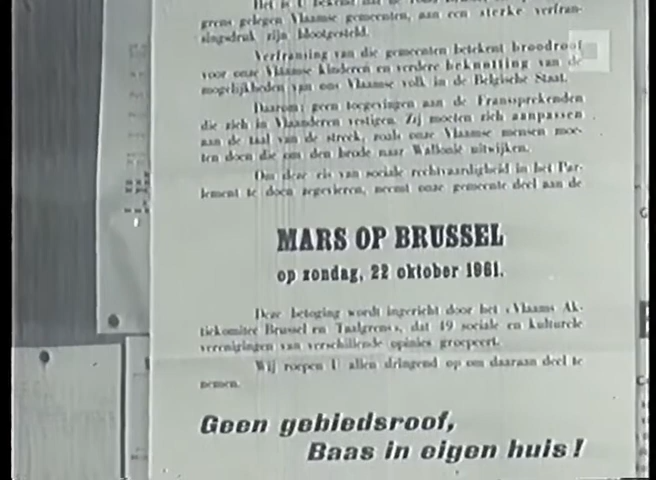 grens gelegen Vlaamse gemeenten, aan een sterke verfran-
singsdruk zijn blootgesteld.
Verfransing van die gemeenten betekent broodroof
voor onze Vlaamse kinderen en verdere beknotting van de
mogelijkheden van ons Vlaamse volk in de Belgische Staat.
Daarom: geen toegevingen aan de Franssprekenden
die zich in Vlaanderen vestigen. Zij moeten zich aanpassen
aan de taal van de streek, zoals onze Vlaamse mensen moe-
ten doen die om den brode naar Wallonië uitwijken.
Om deze eis van sociale rechtvaardigheid in het Par-
lement te doen zegevieren, neemt onze gemeente deel aan de
MARS OP BRUSSEL
op zondag, 22 oktober 1961.
Deze betoging wordt ingericht door het «Vlaams Ak-
tiekomitee Brussel en Taalgrens», dat 49 sociale en kulturele
verenigingen van verschillende opinies groepeert.
Wij roepen U allen dringend op om daaraan deel te
nemen.
Geen gebiedsroof,
Baas in eigen huis!